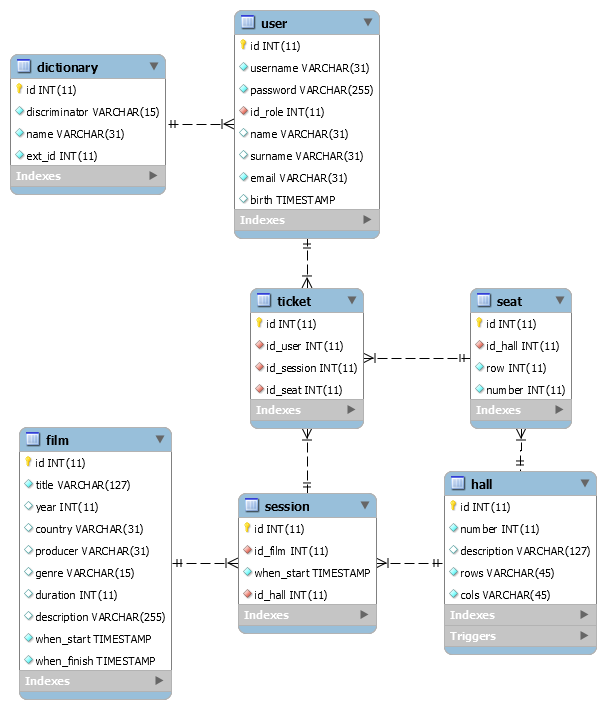 user
id INT(11)
username VARCHAR(31)
password VARCHAR(255)
id_role INT(11)
name VARCHAR(31)
surname VARCHAR(31)
email VARCHAR(31)
birth TIMESTAMP
Indexes
dictionary
id INT(11)
discriminator VARCHAR(15)
name VARCHAR(31)
ext_id INT(11)
Indexes
ticket
id INT(11)
id_user INT(11)
id_session INT(11)
id_seat INT(11)
Indexes
seat
id INT(11)
id_hall INT(11)
row INT(11)
number INT(11)
Indexes
film
id INT(11)
title VARCHAR(127)
year INT(11)
country VARCHAR(31)
producer VARCHAR(31)
genre VARCHAR(15)
duration INT(11)
description VARCHAR(255)
when_start TIMESTAMP
when_finish TIMESTAMP
Indexes
session
id INT(11)
id_film INT(11)
when_start TIMESTAMP
id_hall INT(11)
Indexes
hall
id INT(11)
number INT(11)
description VARCHAR(127)
rows VARCHAR(45)
cols VARCHAR(45)
Indexes
Triggers